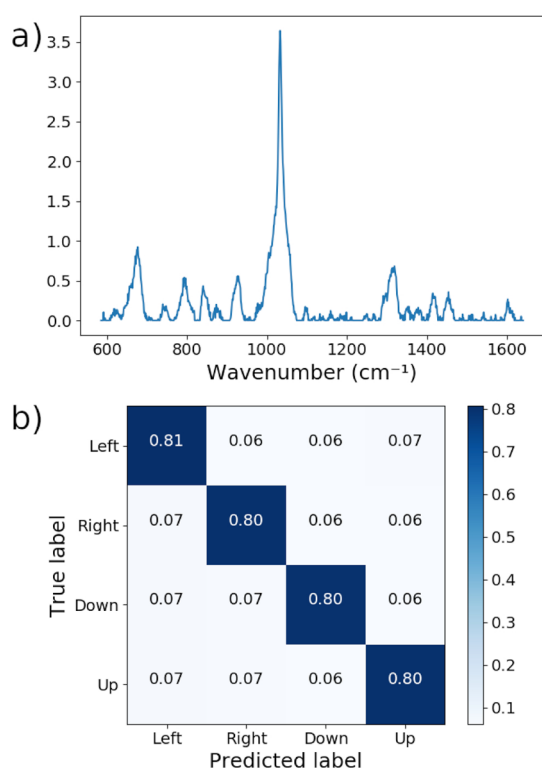 a)
3.5
3.0
2.5
2.0
1.5
1.0
0.5
0.0
600 800 1000 1200 1400 1600
Wavenumber (cm⁻¹)
b)
True label
Left 0.81 0.06 0.06 0.07
Right 0.07 0.80 0.06 0.06
Down 0.07 0.07 0.80 0.06
Up 0.07 0.07 0.06 0.80
Left Right Down Up
Predicted label
0.8
0.7
0.6
0.5
0.4
0.3
0.2
0.1